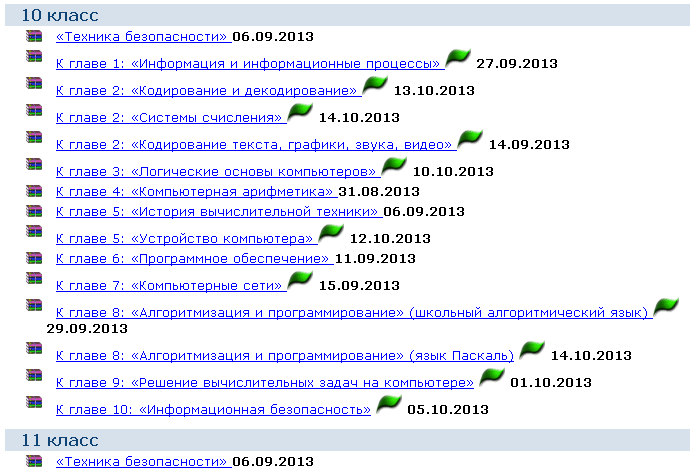 10 класс
«Техника безопасности» 06.09.2013
К главе 1: «Информация и информационные процессы» 27.09.2013
К главе 2: «Кодирование и декодирование» 13.10.2013
К главе 2: «Системы счисления» 14.10.2013
К главе 2: «Кодирование текста, графики, звука, видео» 14.09.2013
К главе 3: «Логические основы компьютеров» 10.10.2013
К главе 4: «Компьютерная арифметика» 31.08.2013
К главе 5: «История вычислительной техники» 06.09.2013
К главе 5: «Устройство компьютера» 12.10.2013
К главе 6: «Программное обеспечение» 11.09.2013
К главе 7: «Компьютерные сети» 15.09.2013
К главе 8: «Алгоритмизация и программирование» (школьный алгоритмический язык)
29.09.2013
К главе 8: «Алгоритмизация и программирование» (язык Паскаль) 14.10.2013
К главе 9: «Решение вычислительных задач на компьютере» 01.10.2013
К главе 10: «Информационная безопасность» 05.10.2013
11 класс
«Техника безопасности» 06.09.2013